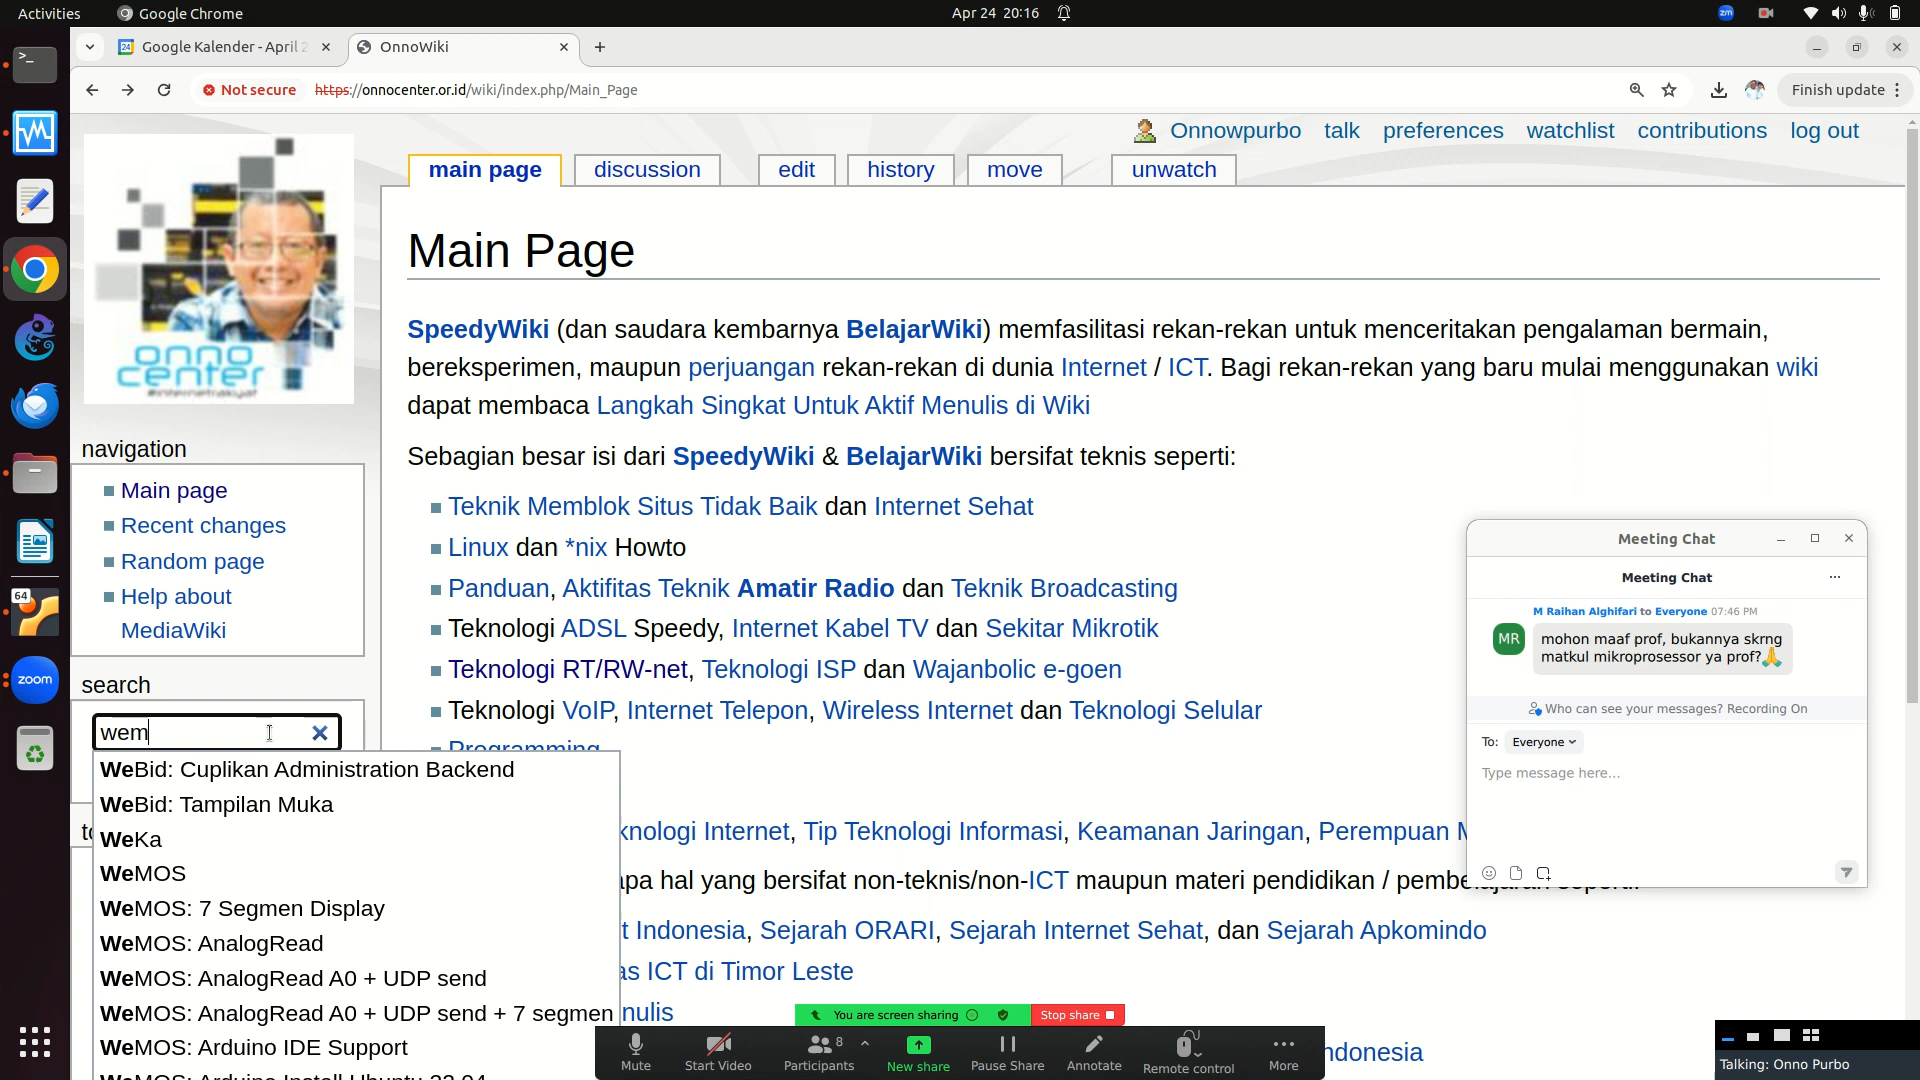 Activities
Google Chrome
Apr 24 20:16
zm
24
Google Kalender - April 2
OnnoWiki
Not secure
https://onnocenter.or.id/wiki/index.php/Main_Page
Finish update
Onnowpurbo
talk
preferences
watchlist
contributions
log out
main page
discussion
edit
history
move
unwatch
onno
center
#internetrakyat
Main Page
SpeedyWiki (dan saudara kembarnya BelajarWiki) memfasilitasi rekan-rekan untuk menceritakan pengalaman bermain,
bereksperimen, maupun perjuangan rekan-rekan di dunia Internet / ICT. Bagi rekan-rekan yang baru mulai menggunakan wiki
dapat membaca Langkah Singkat Untuk Aktif Menulis di Wiki
Sebagian besar isi dari SpeedyWiki & BelajarWiki bersifat teknis seperti:
Teknik Memblok Situs Tidak Baik dan Internet Sehat
Linux dan *nix Howto
Panduan, Aktifitas Teknik Amatir Radio dan Teknik Broadcasting
Teknologi ADSL Speedy, Internet Kabel TV dan Sekitar Mikrotik
Teknologi RT/RW-net, Teknologi ISP dan Wajanbolic e-goen
Teknologi VoIP, Internet Telepon, Wireless Internet dan Teknologi Selular
Programming
knologi Internet, Tip Teknologi Informasi, Keamanan Jaringan, Perempuan
apa hal yang bersifat non-teknis/non-ICT maupun materi pendidikan /
t Indonesia, Sejarah ORARI, Sejarah Internet Sehat, dan Sejarah Apkomindo
as ICT di Timor Leste
nulis
ndonesia
navigation
Main page
Recent changes
Random page
Help about
MediaWiki
search
wem
WeBid: Cuplikan Administration Backend
WeBid: Tampilan Muka
WeKa
WeMOS
WeMOS: 7 Segmen Display
WeMOS: AnalogRead
WeMOS: AnalogRead A0 + UDP send
WeMOS: AnalogRead A0 + UDP send + 7 segmen
WeMOS: Arduino IDE Support
WeMOS: Arduino Install Ubuntu 22.04
64
zoom
Meeting Chat
Meeting Chat
M Raihan Alghifari to Everyone 07:46 PM
MR
mohon maaf prof, bukannya skrng
matkul mikroprosessor ya prof?🙏
Who can see your messages? Recording On
To: Everyone
Type message here...
You are screen sharing
Stop share
Mute
Start Video
8
Participants
New share
Pause Share
Annotate
Remote control
More
Talking: Onno Purbo